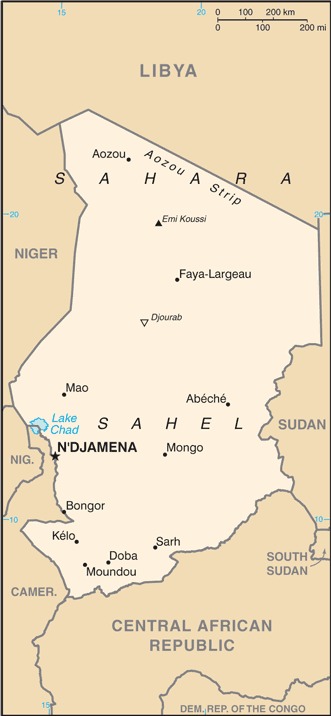 15
20
0 100 200 km
0 100 200 mi
LIBYA
Aozou
Aozou Strip
SAHARA
Emi Koussi
20
20
NIGER
Faya-Largeau
Djourab
Mao
Abéché
Lake
Chad
SAHEL
SUDAN
N'DJAMENA
Mongo
NIG.
Bongor
10
10
Kélo
Sarh
Doba
Moundou
SOUTH
SUDAN
CAMER.
CENTRAL AFRICAN
REPUBLIC
15
20
DEM. REP. OF THE CONGO